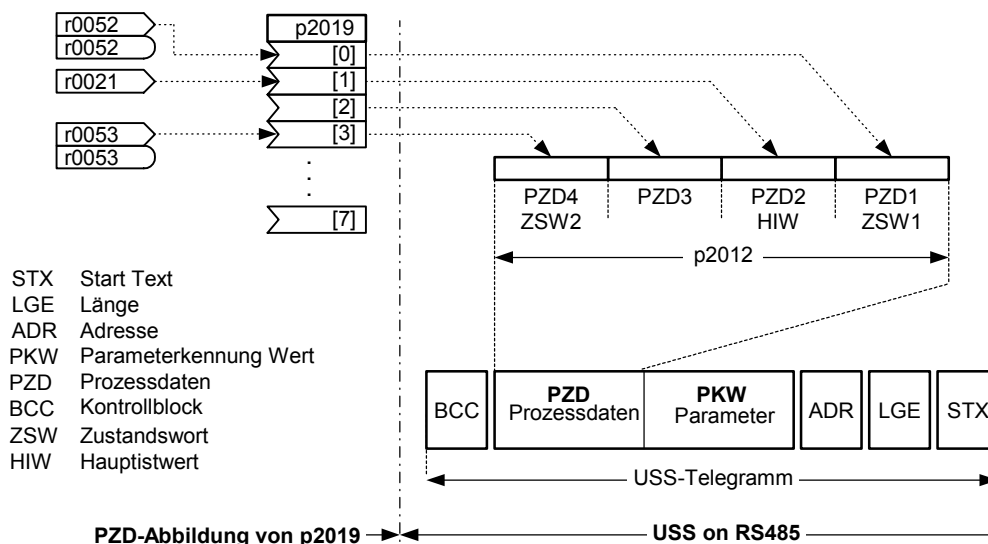 r0052
r0052
r0021
r0053
r0053
p2019
[0]
[1]
[2]
[3]
[7]
PZD4 PZD3 PZD2 PZD1
ZSW2 HIW ZSW1
p2012
STX Start Text
LGE Länge
ADR Adresse
PKW Parameterkennung Wert
PZD Prozessdaten
BCC Kontrollblock
ZSW Zustandswort
HIW Hauptistwert
BCC
PZD
Prozessdaten
PKW
Parameter
ADR
LGE
STX
USS-Telegramm
PZD-Abbildung von p2019
USS on RS485